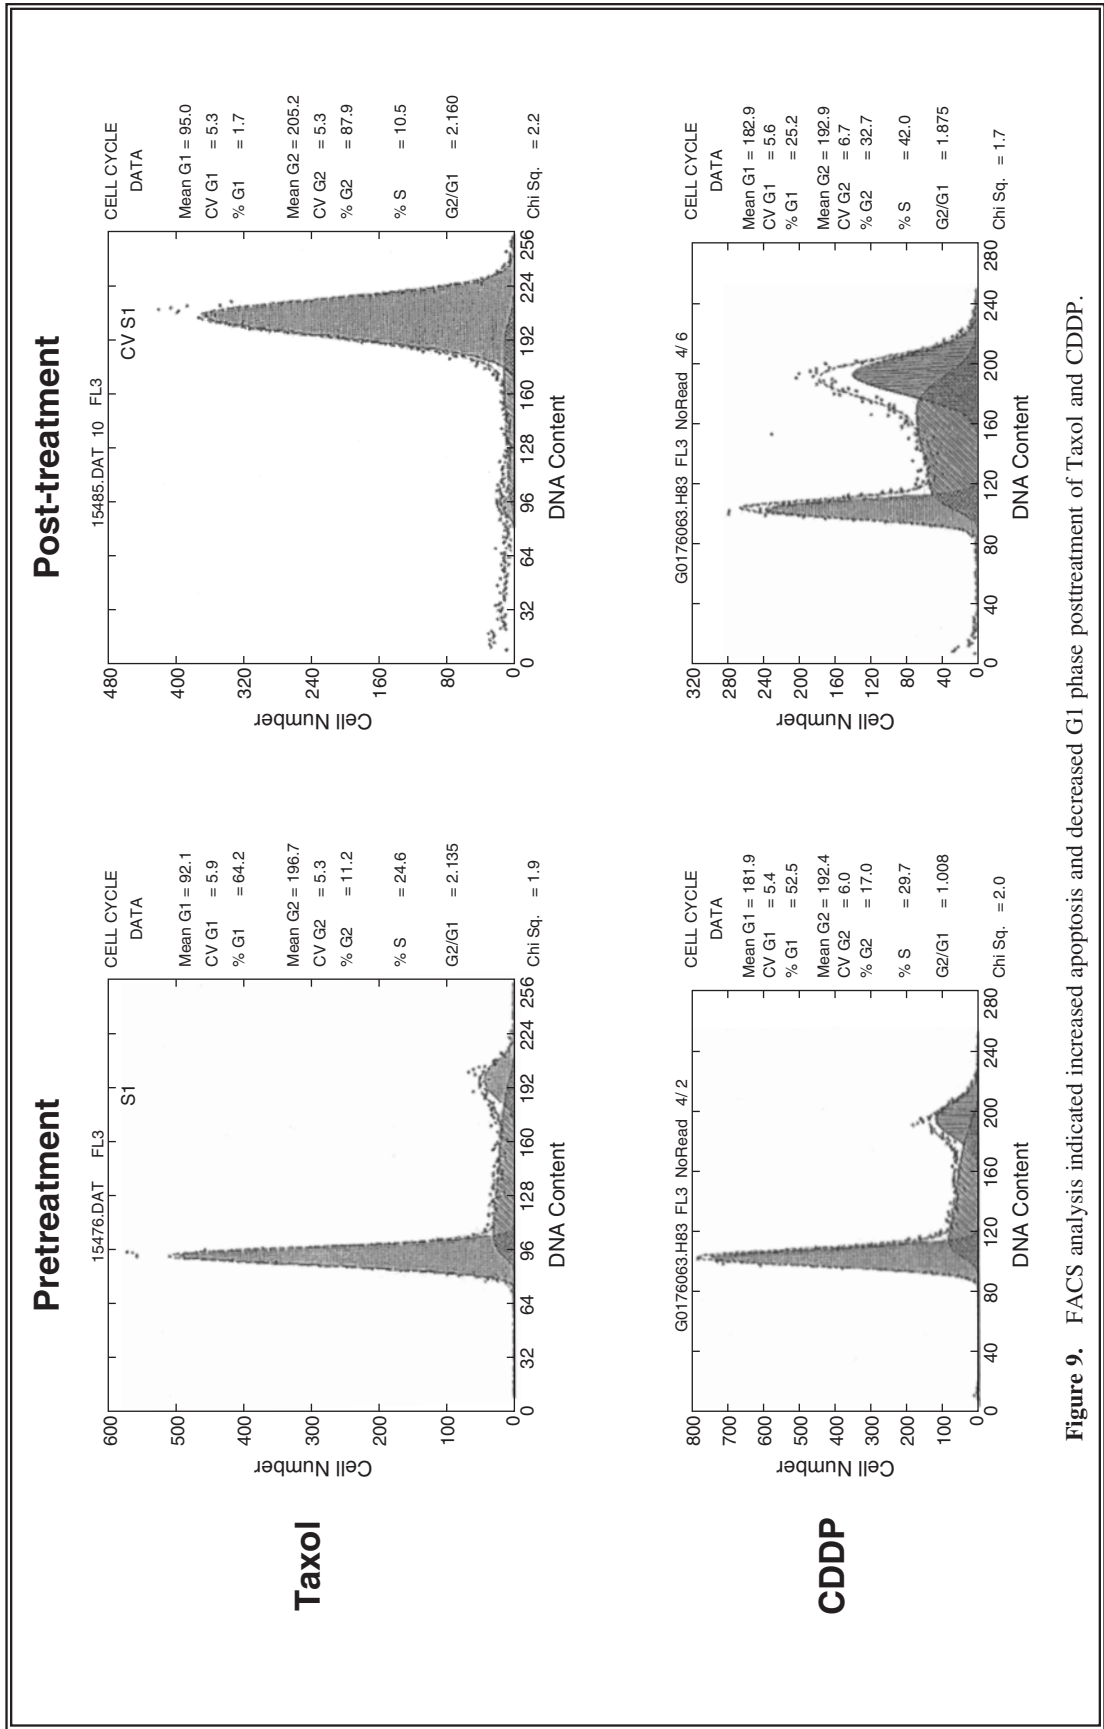 Pretreatment
Post-treatment
Taxol
15476.DAT FL3
S1
600
500
400
300
200
100
Cell Number
0 32 64 96 128 160 192 224 256
DNA Content
CELL CYCLE
DATA
Mean G1 = 92.1
CV G1 = 5.9
% G1 = 64.2
Mean G2 = 196.7
CV G2 = 5.3
% G2 = 11.2
% S = 24.6
G2/G1 = 2.135
Chi Sq. = 1.9
15485.DAT 10 FL3
CV S1
480
400
320
240
160
80
0
Cell Number
0 32 64 96 128 160 192 224 256
DNA Content
CELL CYCLE
DATA
Mean G1 = 95.0
CV G1 = 5.3
% G1 = 1.7
Mean G2 = 205.2
CV G2 = 5.3
% G2 = 87.9
% S = 10.5
G2/G1 = 2.160
Chi Sq. = 2.2
CDDP
G0176063.H83 FL3 NoRead 4/2
800
700
600
500
400
300
200
100
0
Cell Number
0 40 80 120 160 200 240 280
DNA Content
CELL CYCLE
DATA
Mean G1 = 181.9
CV G1 = 5.4
% G1 = 52.5
Mean G2 = 192.4
CV G2 = 6.0
% G2 = 17.0
% S = 29.7
G2/G1 = 1.008
Chi Sq. = 2.0
G0176063.H83 FL3 NoRead 4/6
320
280
240
200
160
120
80
40
0
Cell Number
0 40 80 120 160 200 240 280
DNA Content
CELL CYCLE
DATA
Mean G1 = 182.9
CV G1 = 5.6
% G1 = 25.2
Mean G2 = 192.9
CV G2 = 6.7
% G2 = 32.7
% S = 42.0
G2/G1 = 1.875
Chi Sq. = 1.7
Figure 9. FACS analysis indicated increased apoptosis and decreased G1 phase posttreatment of Taxol and CDDP.